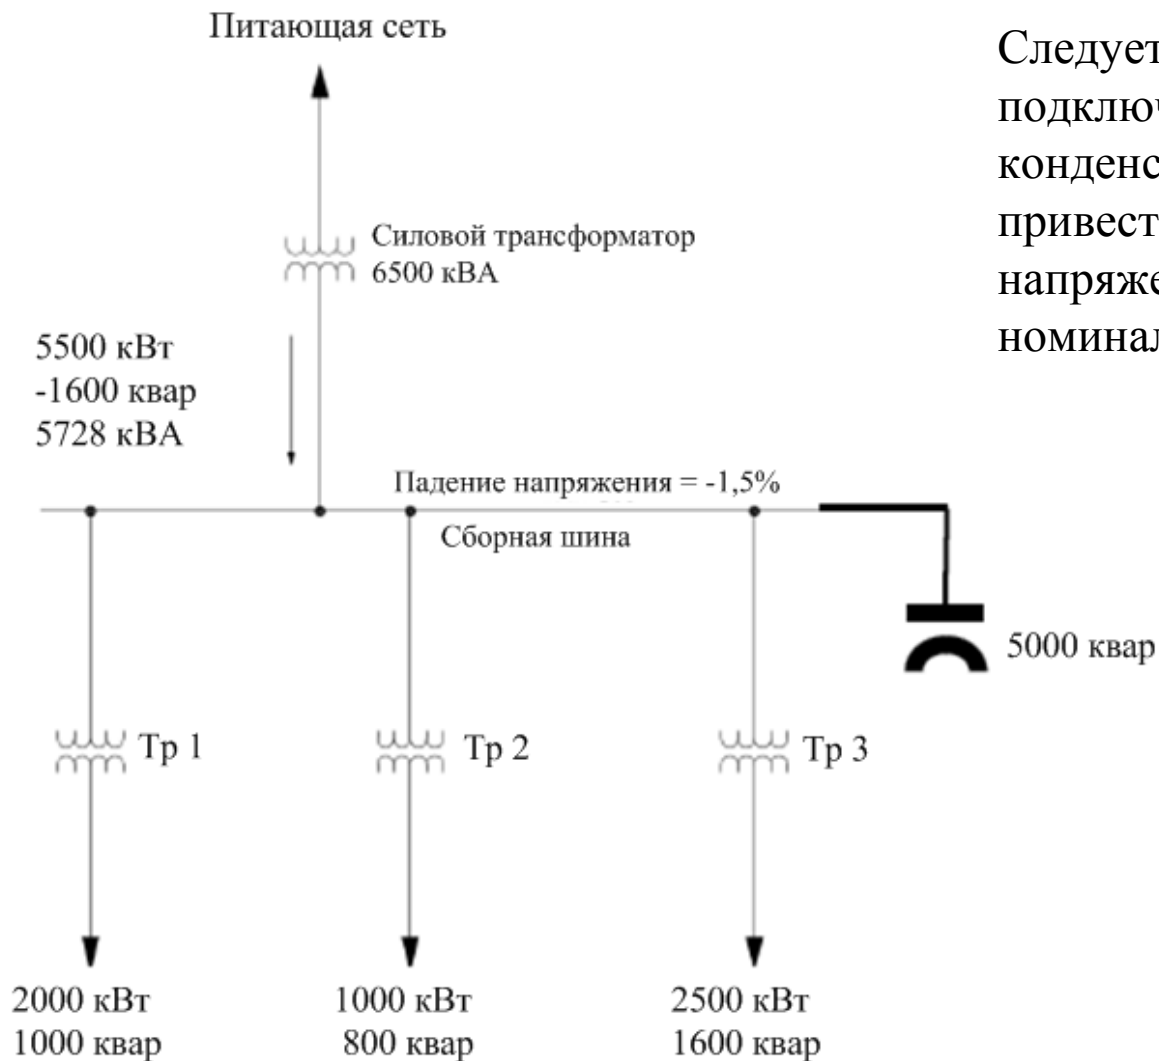 Питающая сеть
Следует
подключ
конденс
привест
напряже
номинал
Силовой трансформатор
6500 кВА
5500 кВт
-1600 квар
5728 кВА
Падение напряжения = -1,5%
Сборная шина
5000 квар
Тр 1
Тр 2
Тр 3
2000 кВт
1000 квар
1000 кВт
800 квар
2500 кВт
1600 квар